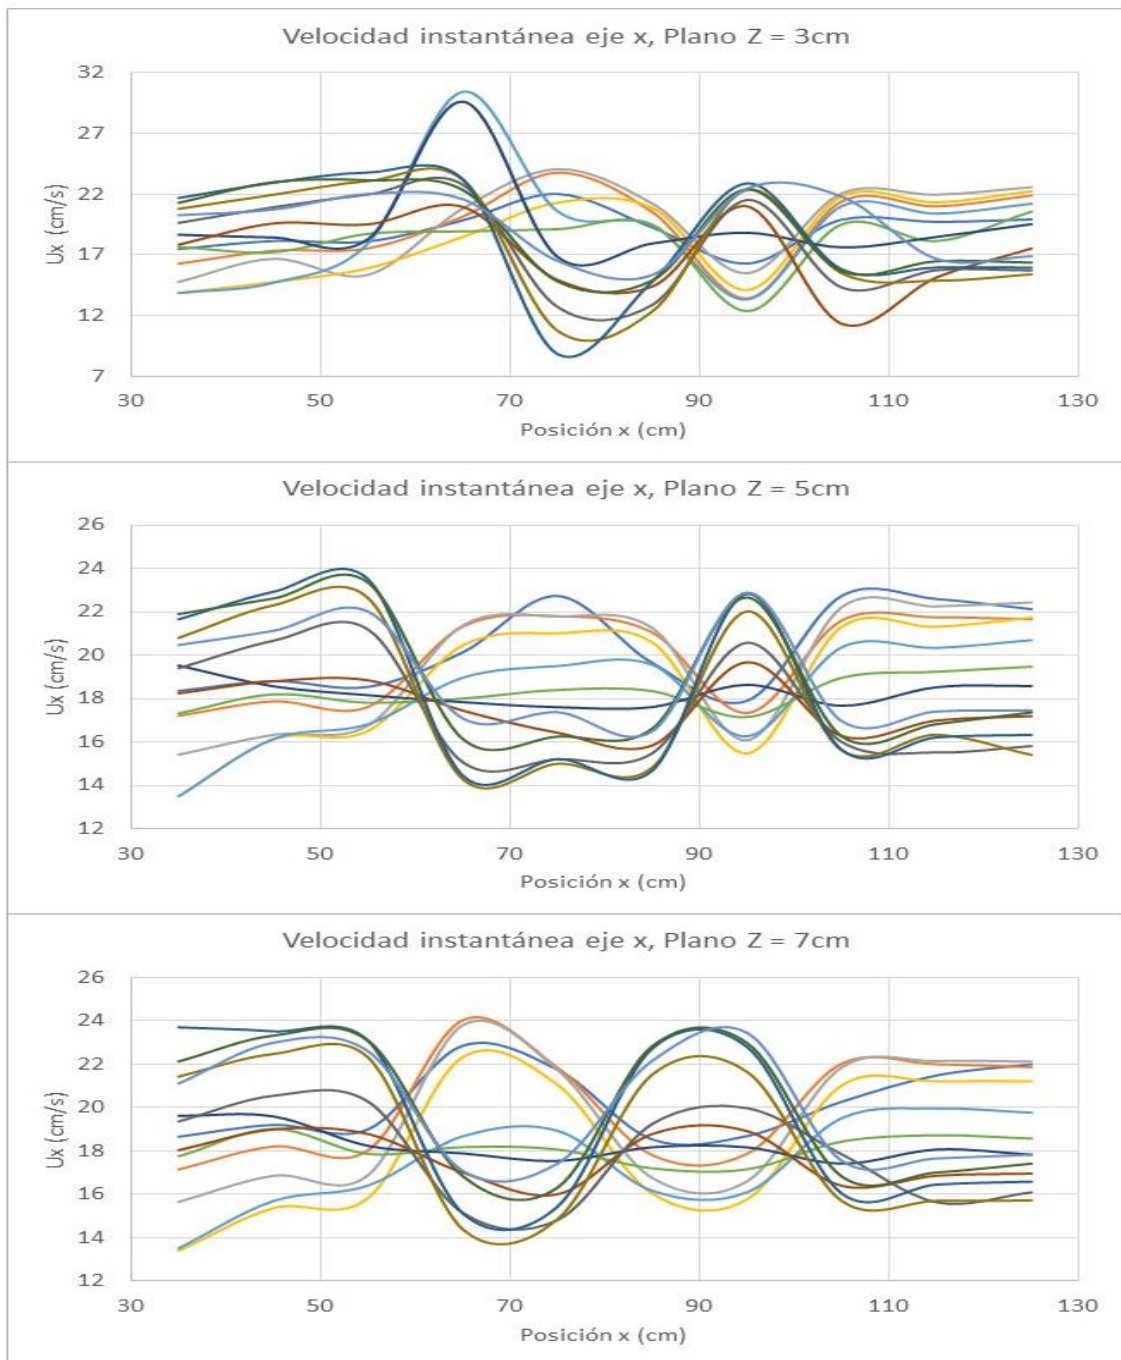 Velocidad instantánea eje x, Plano Z = 3cm
32
27
22
17
12
7
Ux (cm/s)
30 50 70 90 110 130
Posición x (cm)
Velocidad instantánea eje x, Plano Z = 5cm
26
24
22
20
18
16
14
12
Ux (cm/s)
30 50 70 90 110 130
Posición x (cm)
Velocidad instantánea eje x, Plano Z = 7cm
26
24
22
20
18
16
14
12
Ux (cm/s)
30 50 70 90 110 130
Posición x (cm)